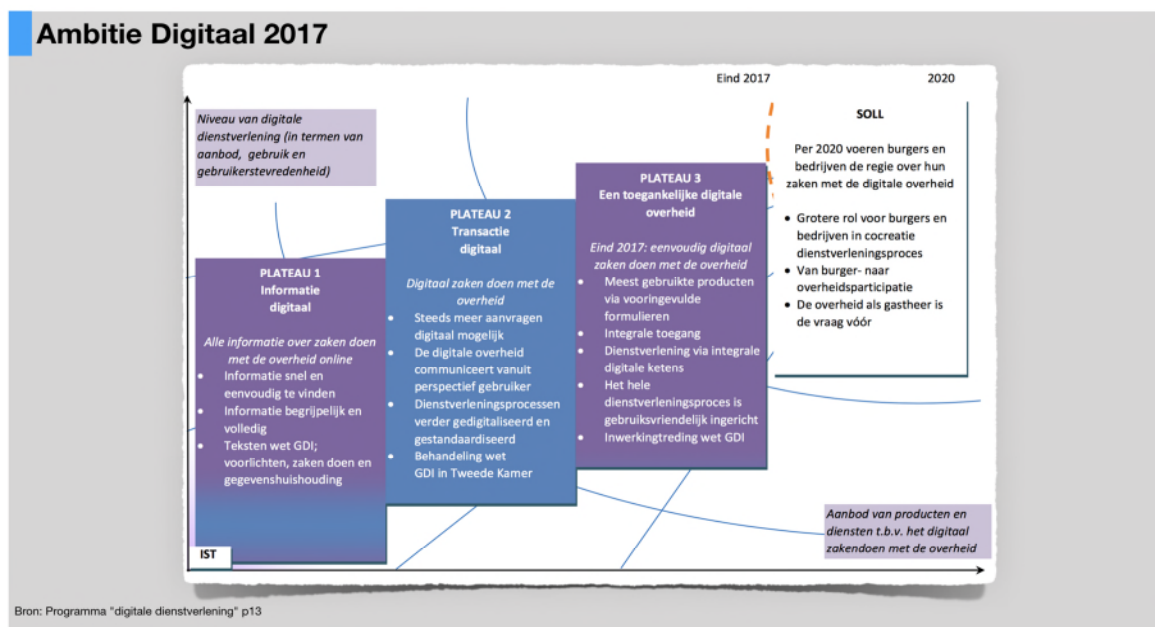 Ambitie Digitaal 2017
Eind 2017
2020
Niveau van digitale
dienstverlening (in termen van
aanbod, gebruik en
gebruikerstevredenheid)
PLATEAU 1
Informatie
digitaal
Alle informatie over zaken doen
met de overheid online
• Informatie snel en
eenvoudig te vinden
• Informatie begrijpelijk en
volledig
• Teksten wet GDI;
voorlichten, zaken doen en
gegevenshuishouding
IST
PLATEAU 2
Transactie
digitaal
Digitaal zaken doen met de
overheid
• Steeds meer aanvragen
digitaal mogelijk
• De digitale overheid
communiceert vanuit
perspectief gebruiker
• Dienstverleningsprocessen
verder gedigitaliseerd en
gestandaardiseerd
• Behandeling wet
GDI in Tweede Kamer
PLATEAU 3
Een toegankelijke digitale
overheid
Eind 2017: eenvoudig digitaal
zaken doen met de overheid
• Meest gebruikte producten
via vooringevulde
formulieren
• Integrale toegang
• Dienstverlening via integrale
digitale ketens
• Het hele
dienstverleningsproces is
gebruiksvriendelijk ingericht
• Inwerkingtreding wet GDI
SOLL
Per 2020 voeren burgers en
bedrijven de regie over hun
zaken met de digitale overheid
• Grotere rol voor burgers en
bedrijven in cocreatie
dienstverleningsproces
• Van burger- naar
overheidsparticipatie
• De overheid als gastheer is
de vraag vóór
Aanbod van producten en
diensten t.b.v. het digitaal
zakendoen met de overheid
Bron: Programma "digitale dienstverlening" p13